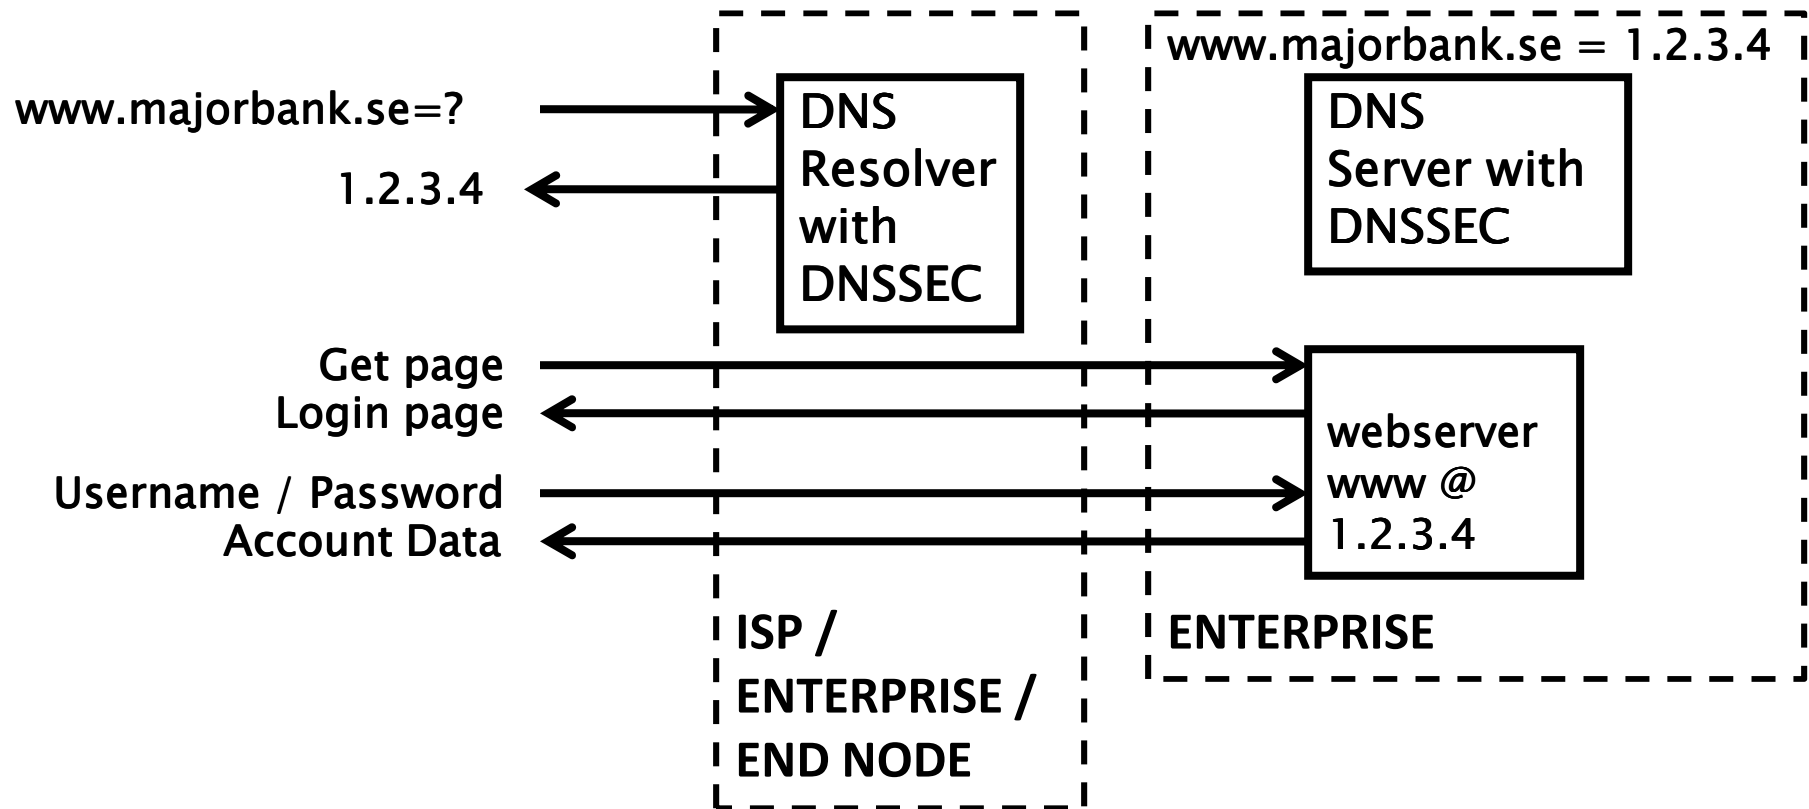 www.majorbank.se=?
1.2.3.4
DNS
Resolver
with
DNSSEC
www.majorbank.se = 1.2.3.4
DNS
Server with
DNSSEC
Get page
Login page
Username / Password
Account Data
webserver
www @
1.2.3.4
ISP /
ENTERPRISE /
END NODE
ENTERPRISE